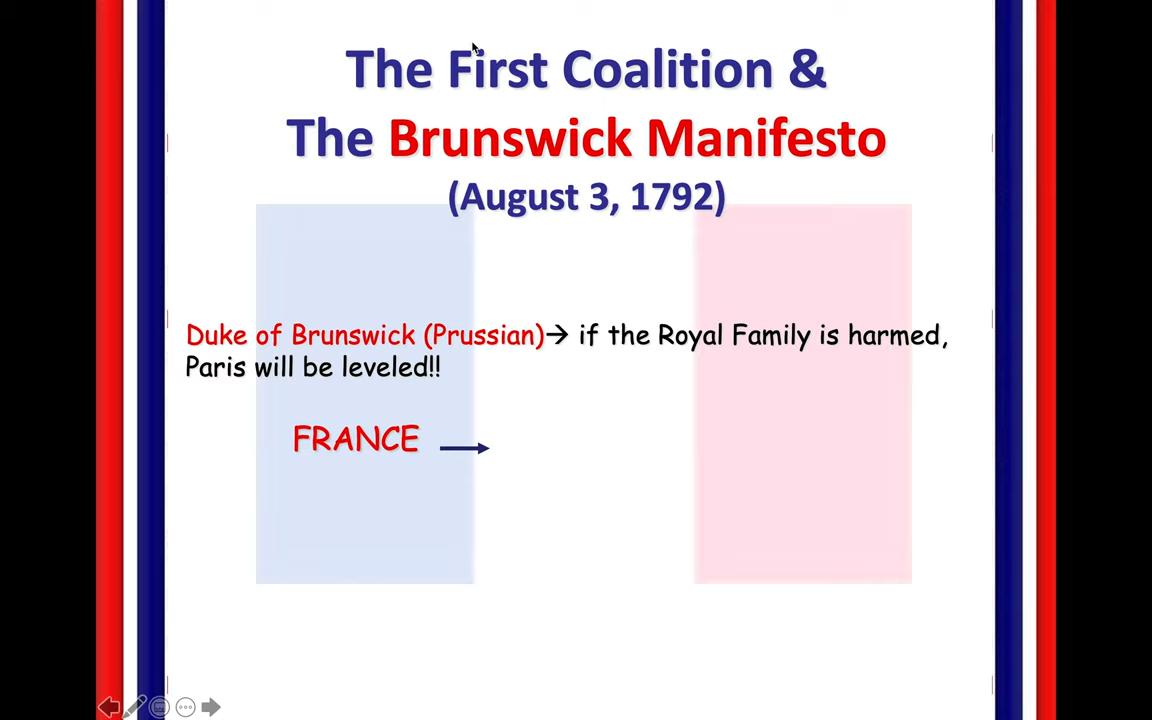 The First Coalition &
The Brunswick Manifesto
(August 3, 1792)
Duke of Brunswick (Prussian)→ if the Royal Family is harmed,
Paris will be leveled!!
FRANCE